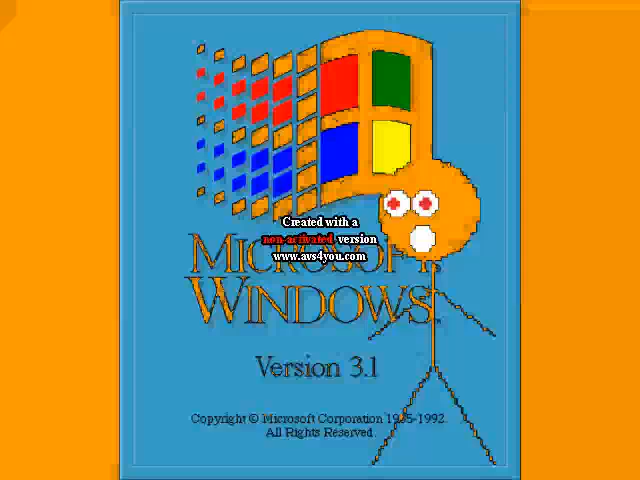 Created with a
non-activated version
www.avs4you.com
MICROSOFT
WINDOWS
Version 3.1
Copyright © Microsoft Corporation 1985-1992.
All Rights Reserved.